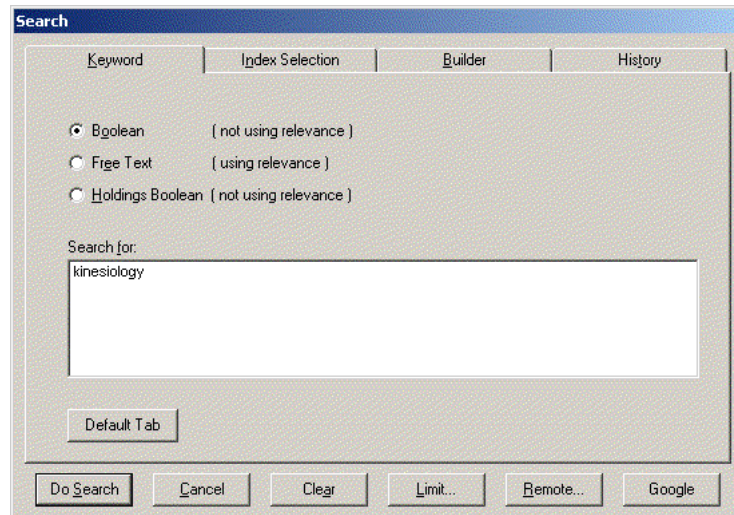 Search
Keyword Index Selection Builder History
Boolean ( not using relevance )
Free Text ( using relevance )
Holdings Boolean ( not using relevance )
Search for:
kinesiology
Default Tab
Do Search Cancel Clear Limit... Remote... Google